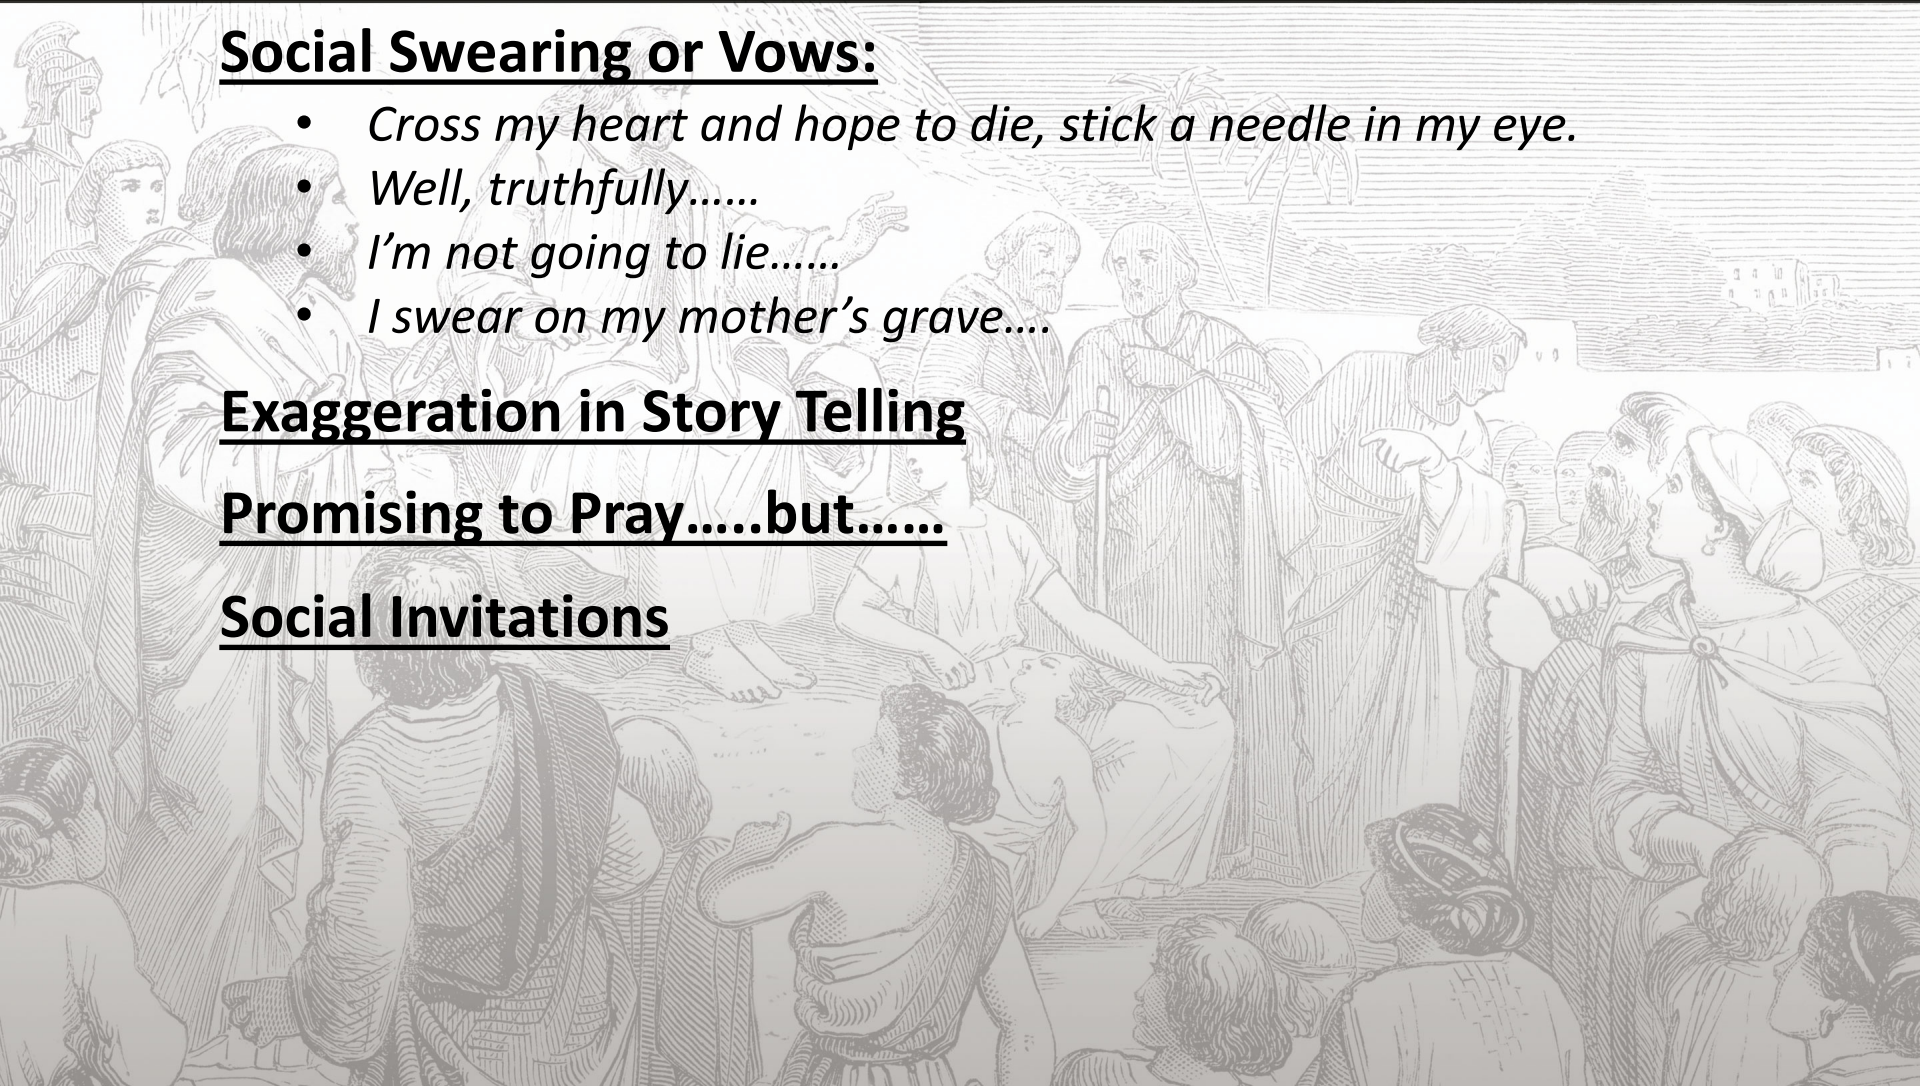 Social Swearing or Vows:
• Cross my heart and hope to die, stick a needle in my eye.
• Well, truthfully……
• I’m not going to lie……
• I swear on my mother’s grave….
Exaggeration in Story Telling
Promising to Pray…..but……
Social Invitations